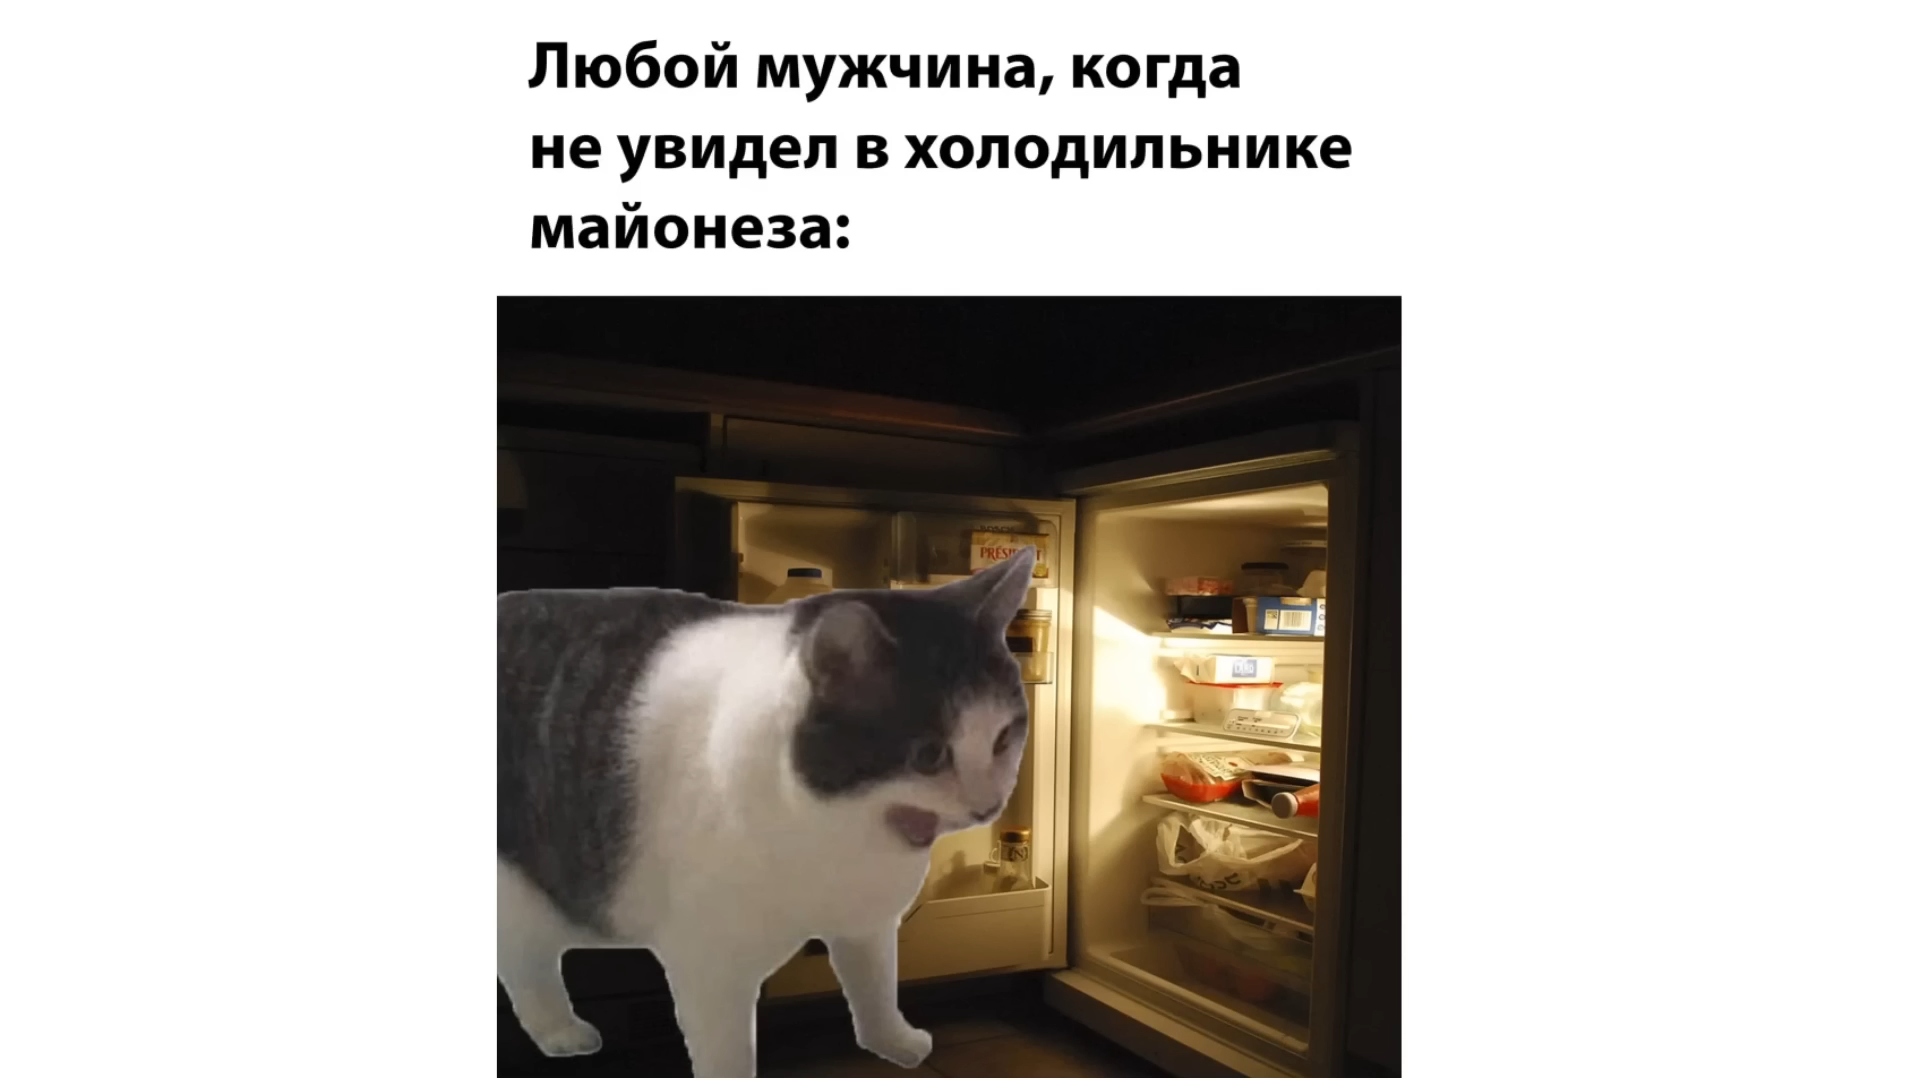 Любой мужчина, когда
не увидел в холодильнике
майонеза: